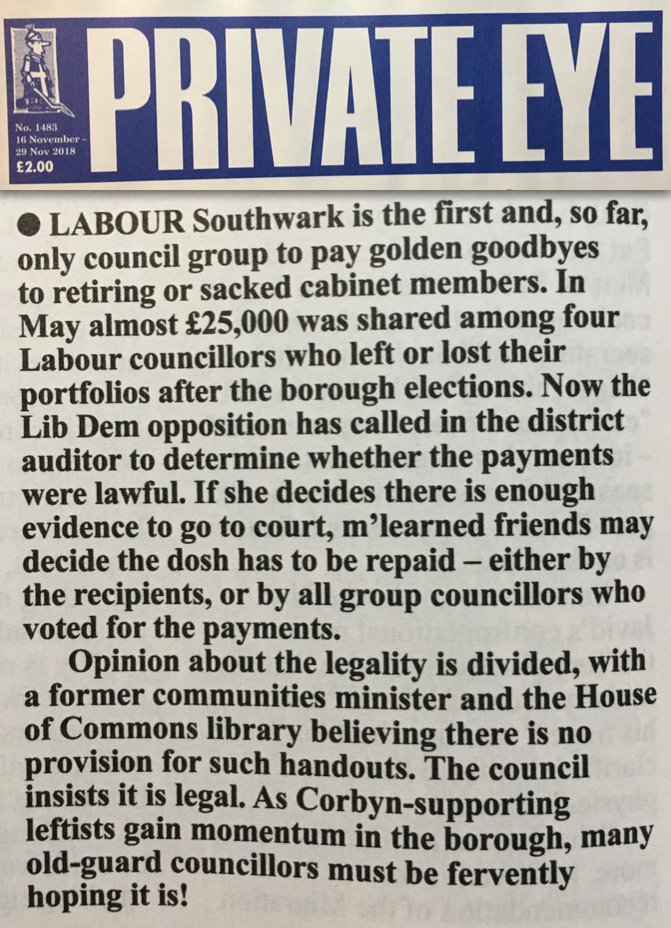 PRIVATE EYE
No. 1483
16 November –
29 Nov 2018
£2.00
● LABOUR Southwark is the first and, so far,
only council group to pay golden goodbyes
to retiring or sacked cabinet members. In
May almost £25,000 was shared among four
Labour councillors who left or lost their
portfolios after the borough elections. Now the
Lib Dem opposition has called in the district
auditor to determine whether the payments
were lawful. If she decides there is enough
evidence to go to court, m’learned friends may
decide the dosh has to be repaid – either by
the recipients, or by all group councillors who
voted for the payments.
Opinion about the legality is divided, with
a former communities minister and the House
of Commons library believing there is no
provision for such handouts. The council
insists it is legal. As Corbyn-supporting
leftists gain momentum in the borough, many
old-guard councillors must be fervently
hoping it is!